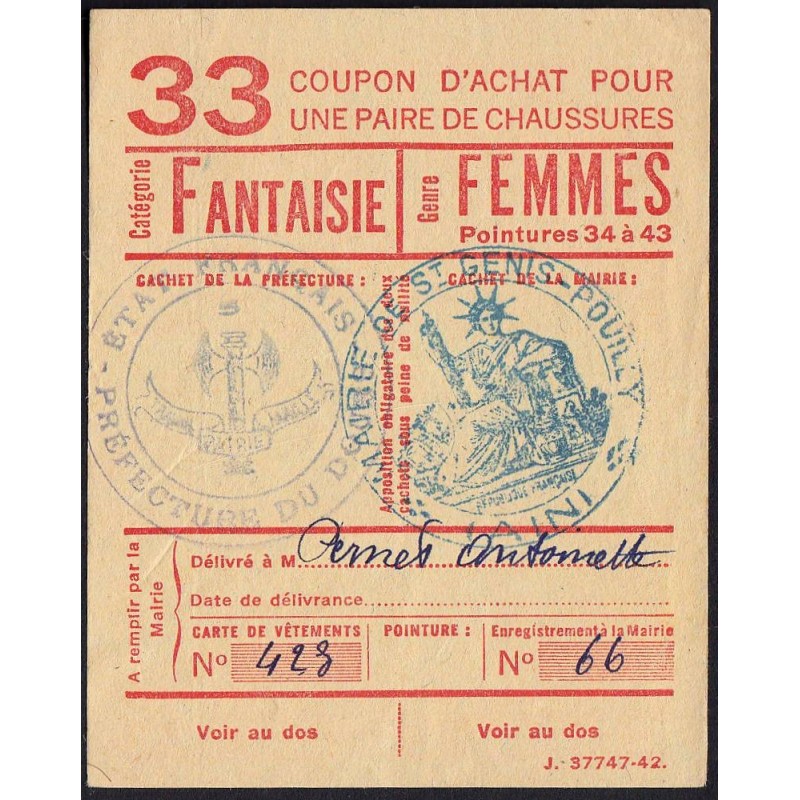 33 COUPON D'ACHAT POUR
UNE PAIRE DE CHAUSSURES
Catégorie FANTAISIE
Genre FEMMES
Pointures 34 à 43
CACHET DE LA PRÉFECTURE :
CACHET DE LA MAIRIE :
Apposition obligatoire des deux
cachets sous peine de nullité
ÉTAT FRANÇAIS
PRÉFECTURE DU
PATRIE
MAIRIE DE ST GENIS-POUILLY
(AIN)
A remplir par la
Mairie
Délivré à M. Pernet Antoinette
Date de délivrance
CARTE DE VÊTEMENTS
N° 423
POINTURE :
Enregistrement à la Mairie
N° 66
Voir au dos
Voir au dos
J. 37747-42.